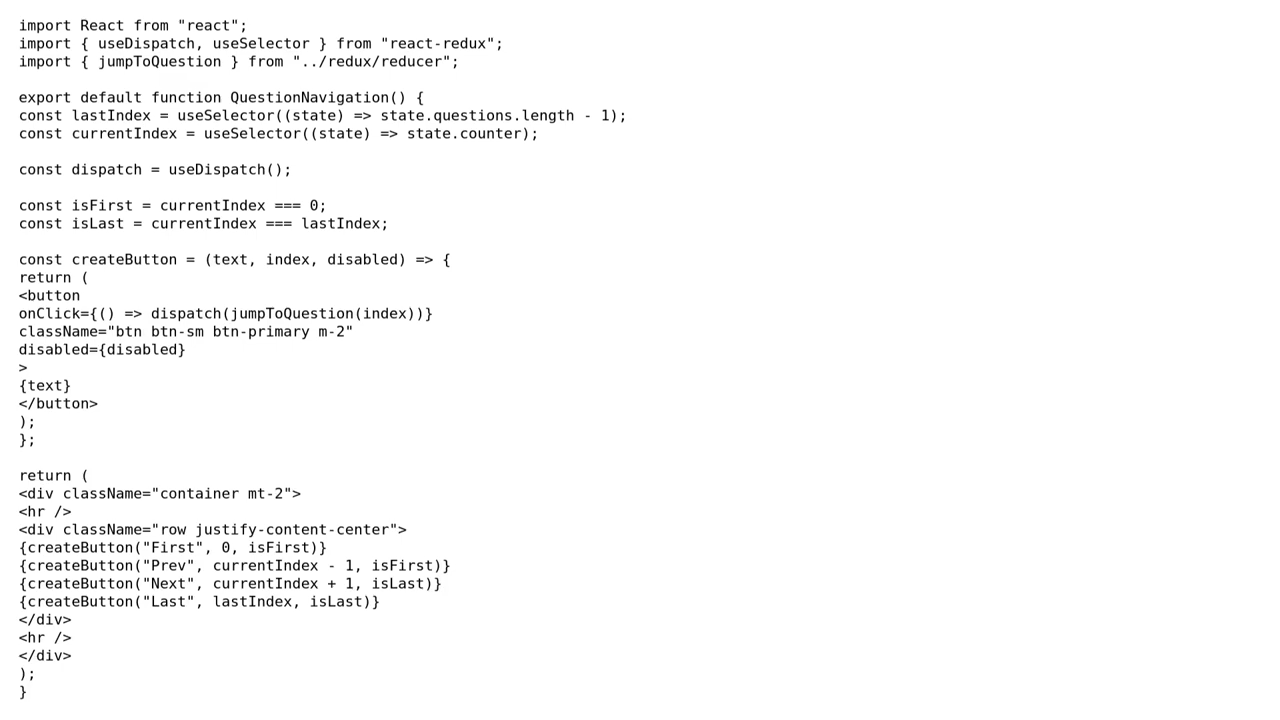 import React from "react";
import { useDispatch, useSelector } from "react-redux";
import { jumpToQuestion } from "../redux/reducer";

export default function QuestionNavigation() {
const lastIndex = useSelector((state) => state.questions.length - 1);
const currentIndex = useSelector((state) => state.counter);

const dispatch = useDispatch();

const isFirst = currentIndex === 0;
const isLast = currentIndex === lastIndex;

const createButton = (text, index, disabled) => {
return (
<button
onClick={() => dispatch(jumpToQuestion(index))}
className="btn btn-sm btn-primary m-2"
disabled={disabled}
>
{text}
</button>
);
};

return (
<div className="container mt-2">
<hr />
<div className="row justify-content-center">
{createButton("First", 0, isFirst)}
{createButton("Prev", currentIndex - 1, isFirst)}
{createButton("Next", currentIndex + 1, isLast)}
{createButton("Last", lastIndex, isLast)}
</div>
<hr />
</div>
);
}